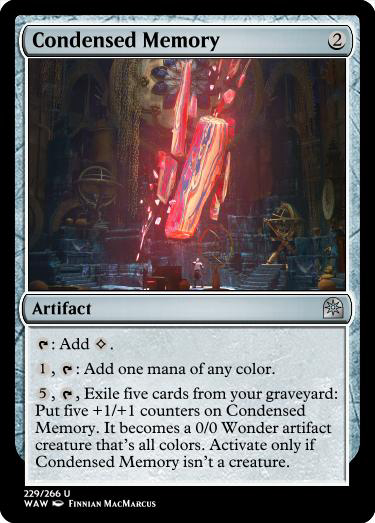 Condensed Memory 2
Artifact
: Add .
1 , : Add one mana of any color.
5 , , Exile five cards from your graveyard:
Put five +1/+1 counters on Condensed
Memory. It becomes a 0/0 Wonder artifact
creature that's all colors. Activate only if
Condensed Memory isn't a creature.
229/266 U
WAW Finnian MacMarcus